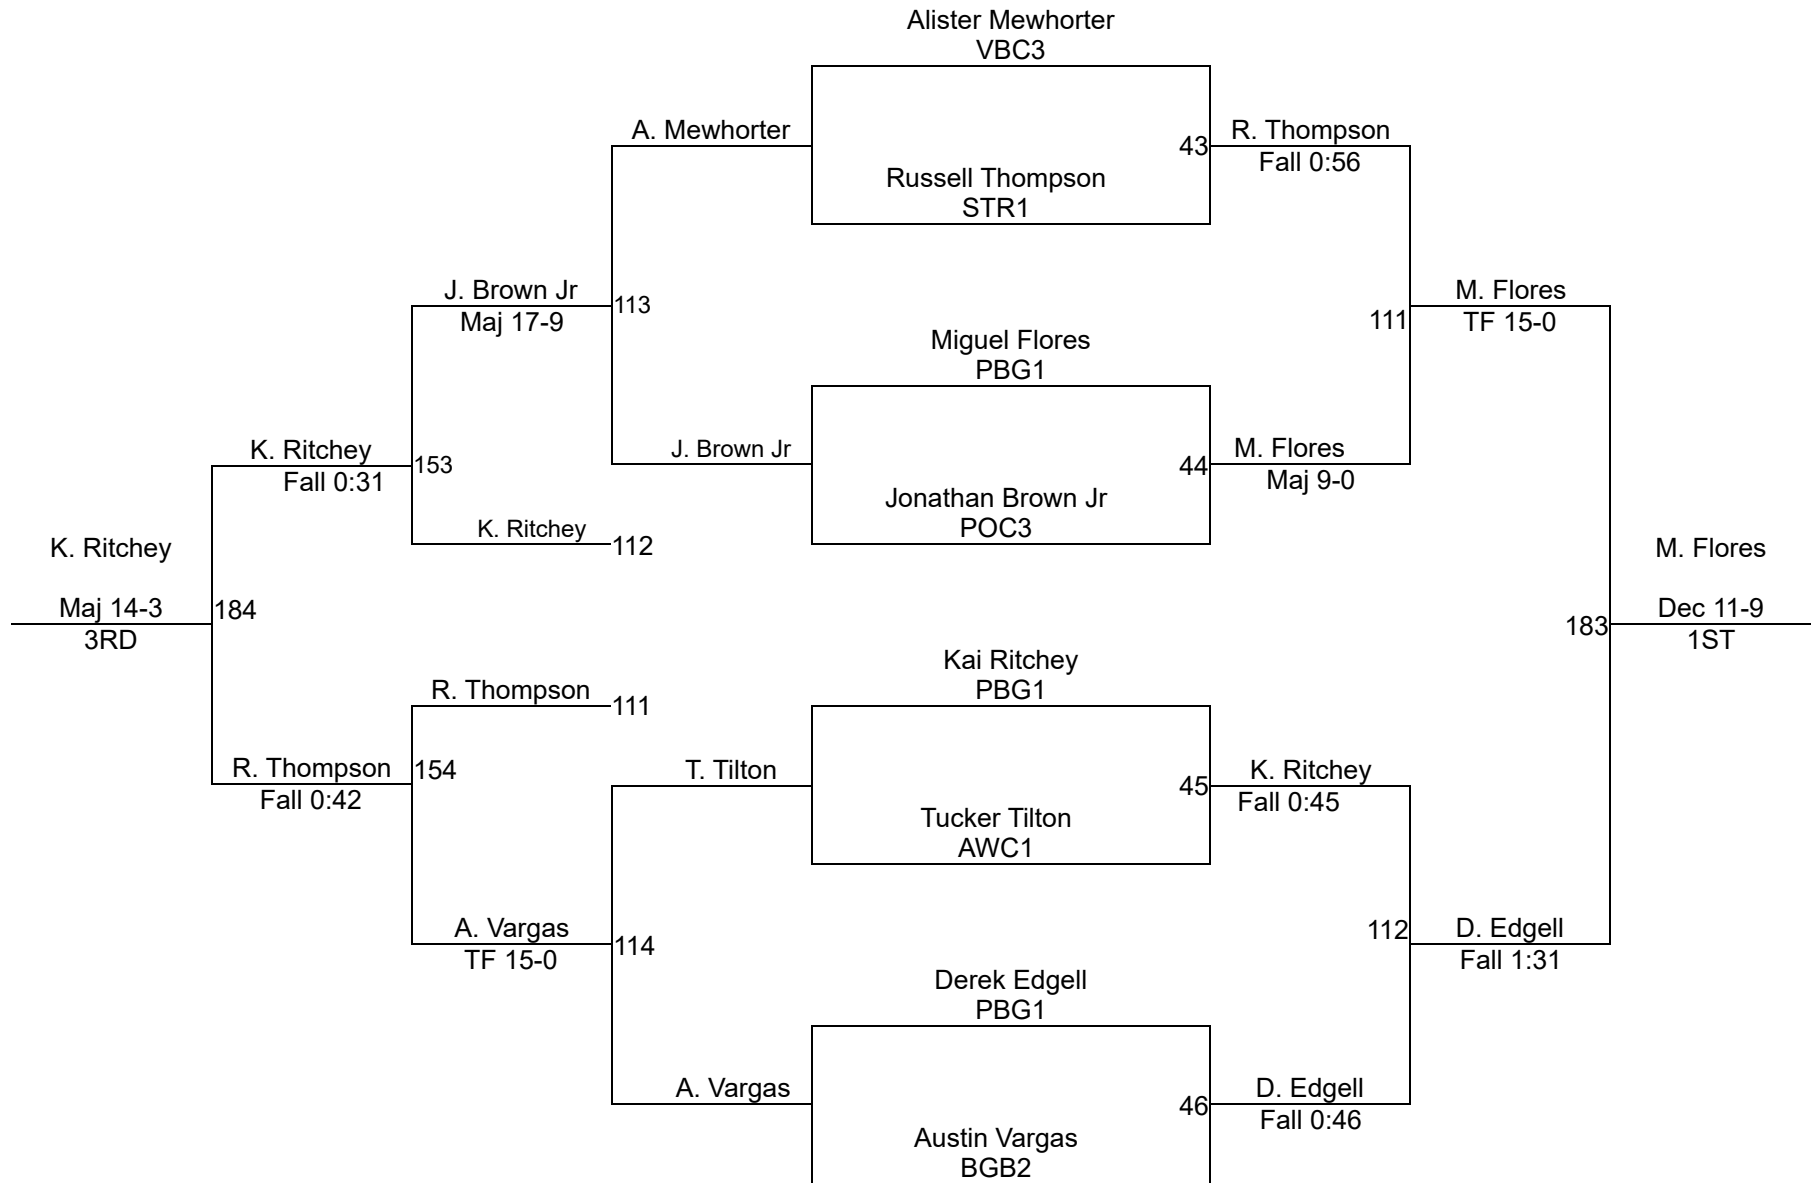 Alister Mewhorter
VBC3
A. Mewhorter
43
R. Thompson
Fall 0:56
Russell Thompson
STR1
J. Brown Jr
Maj 17-9
113
M. Flores
TF 15-0
111
Miguel Flores
PBG1
K. Ritchey
Fall 0:31
153
J. Brown Jr
44
M. Flores
Maj 9-0
Jonathan Brown Jr
POC3
K. Ritchey
112
K. Ritchey
Maj 14-3
3RD
184
M. Flores
Dec 11-9
1ST
183
Kai Ritchey
PBG1
R. Thompson
111
R. Thompson
Fall 0:42
154
T. Tilton
45
K. Ritchey
Fall 0:45
Tucker Tilton
AWC1
A. Vargas
TF 15-0
114
112
D. Edgell
Fall 1:31
Derek Edgell
PBG1
A. Vargas
46
D. Edgell
Fall 0:46
Austin Vargas
BGB2